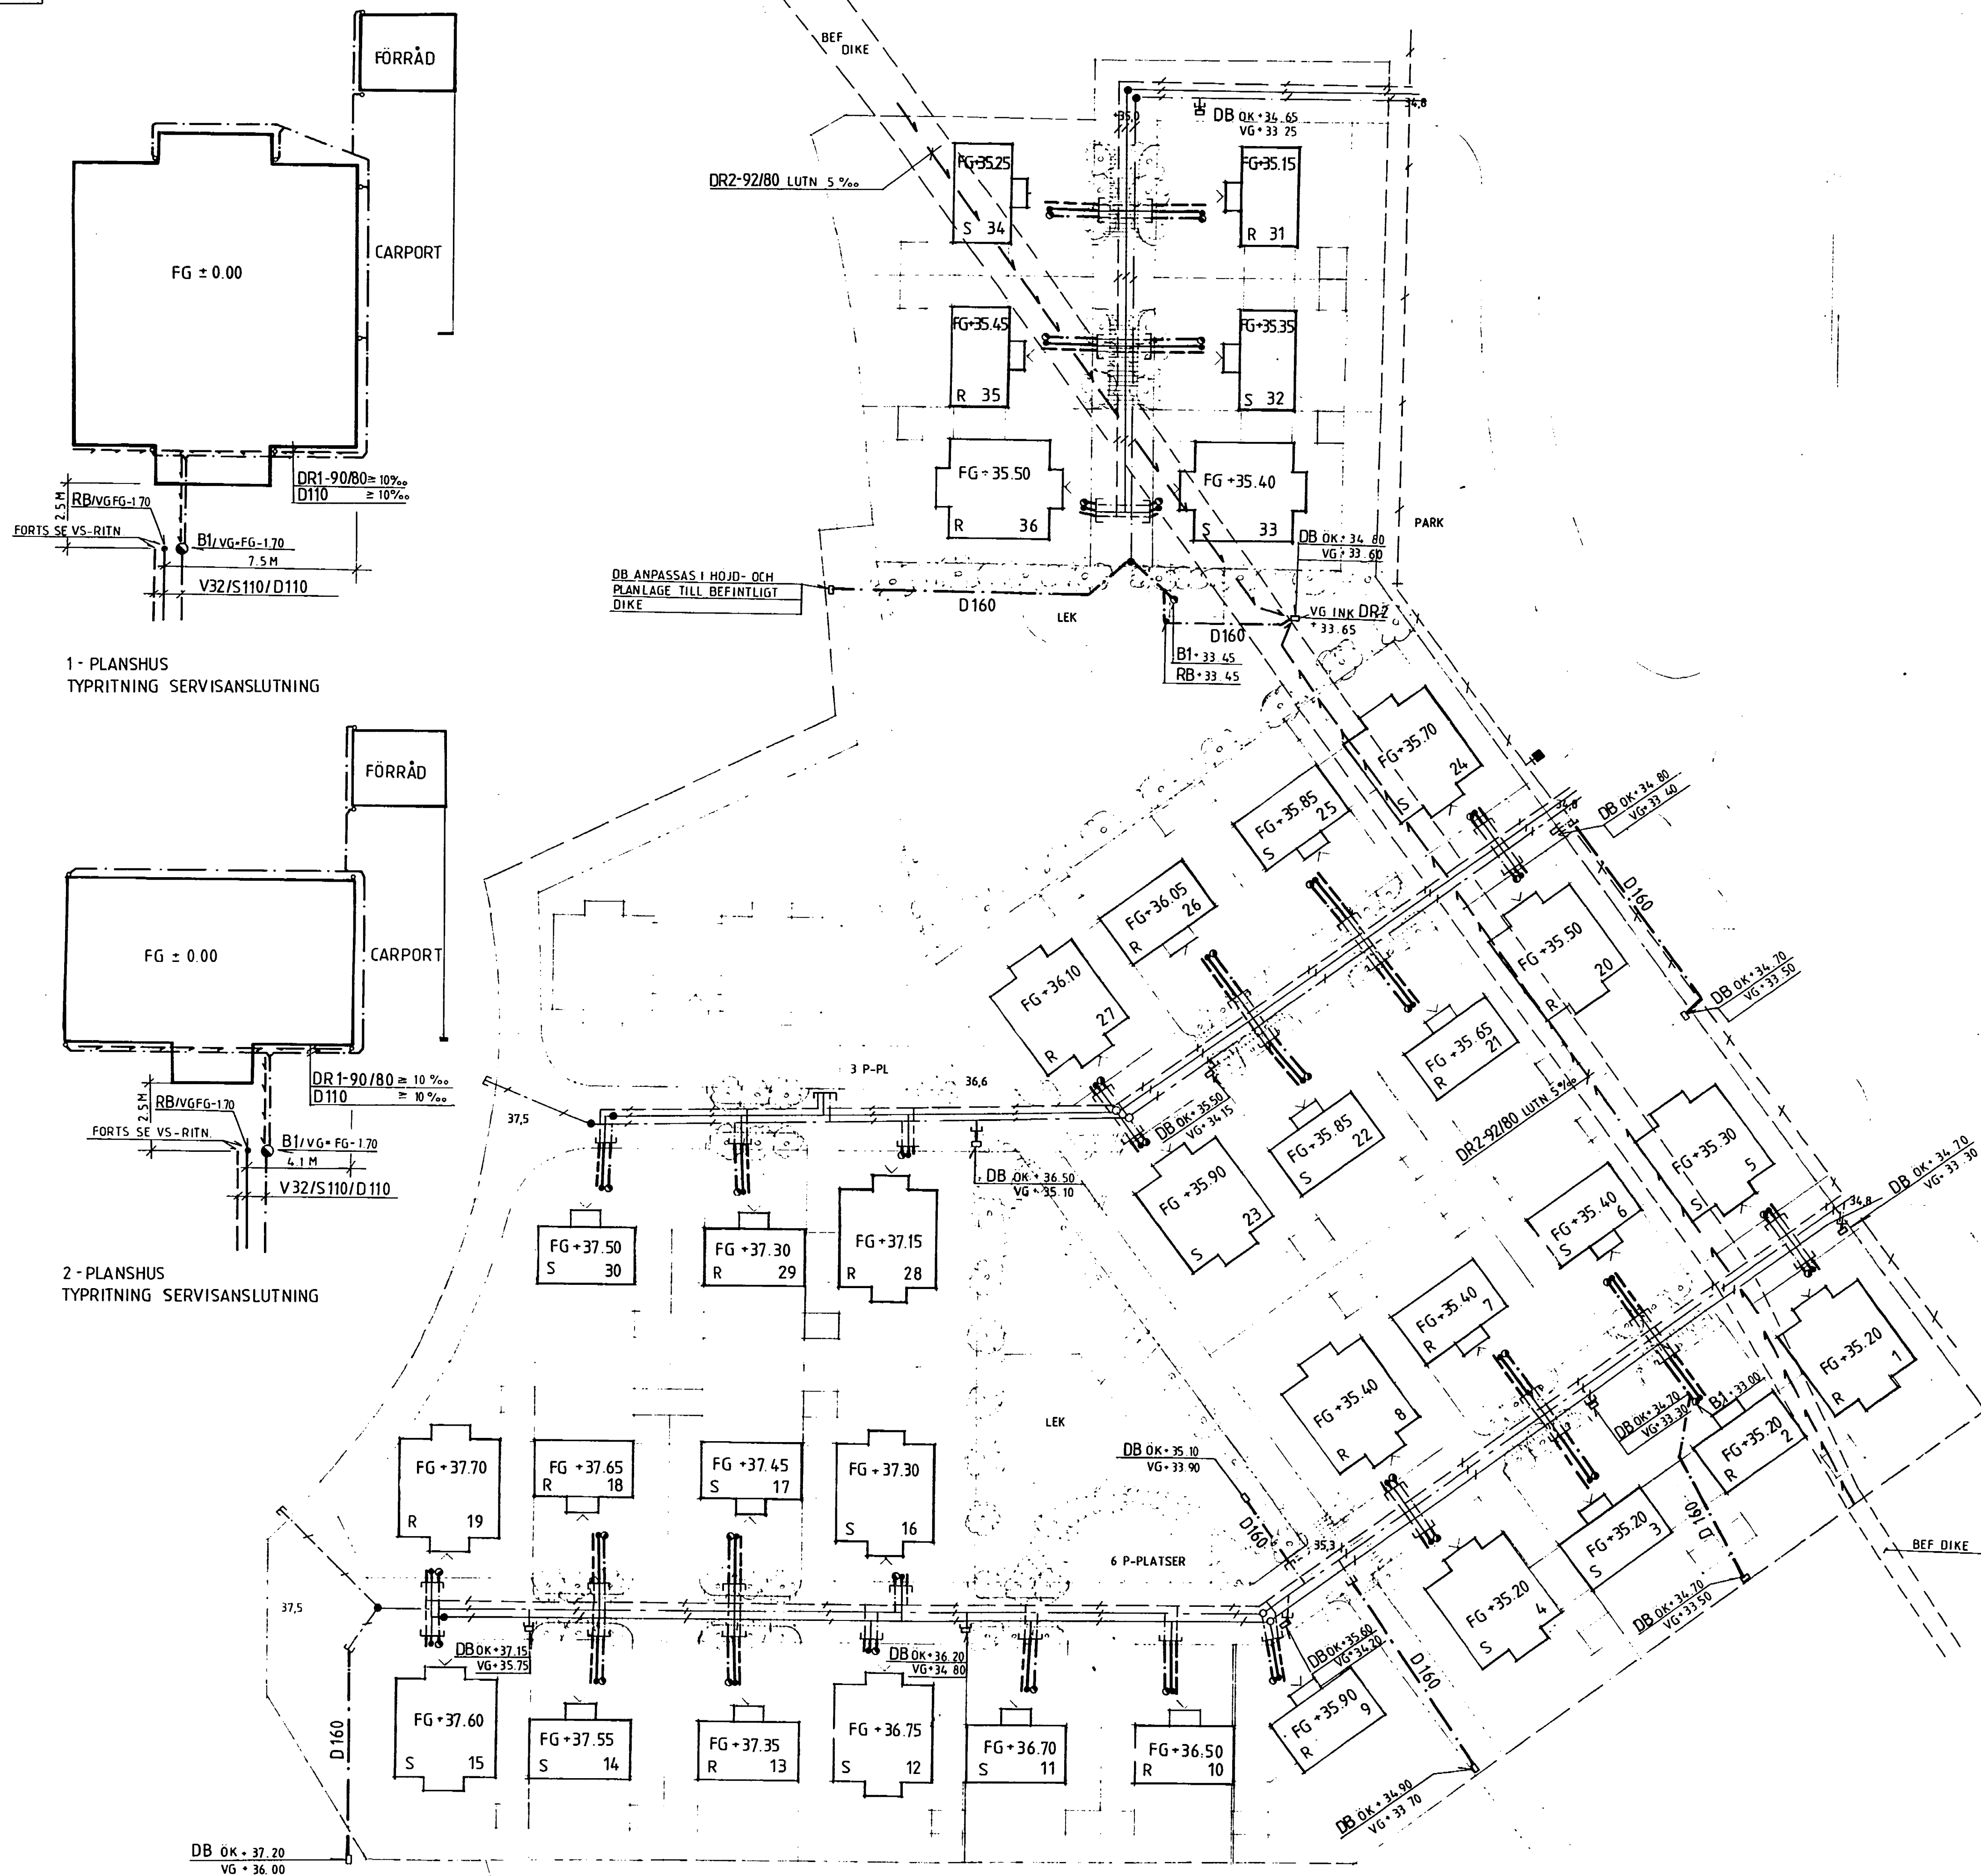 FÖRRÅD
FG ± 0.00
CARPORT
DR1-90/80 ≥ 10‰
D110 ≥ 10‰
2.5 M
RB/VGFG-1.70
FORTS SE VS-RITN
B1/VG=FG-1.70
7.5 M
V32/S110/D110
1 - PLANSHUS
TYPRITNING SERVISANSLUTNING
FÖRRÅD
FG ± 0.00
CARPORT
DR1-90/80 ≥ 10‰
D110 ≥ 10‰
2.5 M
RB/VGFG-1.70
FORTS SE VS-RITN.
B1/VG= FG-1.70
4.1 M
V32/S110/D110
2 - PLANSHUS
TYPRITNING SERVISANSLUTNING
BEF
DIKE
34,8
+35,0
DB ÖK +34.65
VG +33 25
DR2-92/80 LUTN 5‰
FG+35.25
S 34
FG+35.15
R 31
FG+35.45
R 35
FG+35.35
S 32
FG+35.50
R 36
FG +35.40
S 33
PARK
DB ÖK +34 80
VG +33.60
DB ANPASSAS I HÖJD- OCH
PLANLÄGE TILL BEFINTLIGT
DIKE
D160
LEK
D160
VG INK DR2
+33.65
B1 +33.45
RB +33.45
FG+35.70
S 24
FG+35.85
S 25
FG+36.05
R 26
FG +36.10
R 27
34,8
DB ÖK +34 80
VG +33 40
D160
FG+35.50
R 20
DB ÖK +34.70
VG +33.50
FG +35.65
R 21
FG +35.85
S 22
FG +35.90
S 23
DR2-92/80 LUTN 5‰
3 P-PL
36,6
37,5
DB ÖK +35.50
VG +34.15
DB ÖK +36.50
VG +35.10
FG +37.50
S 30
FG +37.30
R 29
FG +37.15
R 28
FG+35.30
S 5
34,8
DB ÖK +34.70
VG +33 30
FG+35.40
S 6
FG+35.40
R 7
FG +35.40
R 8
FG+35.20
R 1
DB ÖK +34.70
VG +33.30
B1 +33.00
FG+35.20
R 2
FG+35.20
S 3
FG +35.20
S 4
D 160
BEF DIKE
DB ÖK +34.70
VG +33 50
LEK
DB ÖK +35.10
VG +33.90
D160
35,3
6 P-PLATSER
FG +37.70
R 19
FG +37.65
R 18
FG +37.45
S 17
FG +37.30
S 16
37,5
DB ÖK +37.15
VG+35.75
DB ÖK +36.20
VG+34 80
DB ÖK +35.60
VG+34.20
D160
D160
FG +37.60
S 15
FG +37.55
S 14
FG +37.35
R 13
FG +36.75
S 12
FG +36.70
S 11
FG +36.50
R 10
FG +35.90
R 9
DB ÖK +34.90
VG +33 70
DB ÖK +37.20
VG +36.00